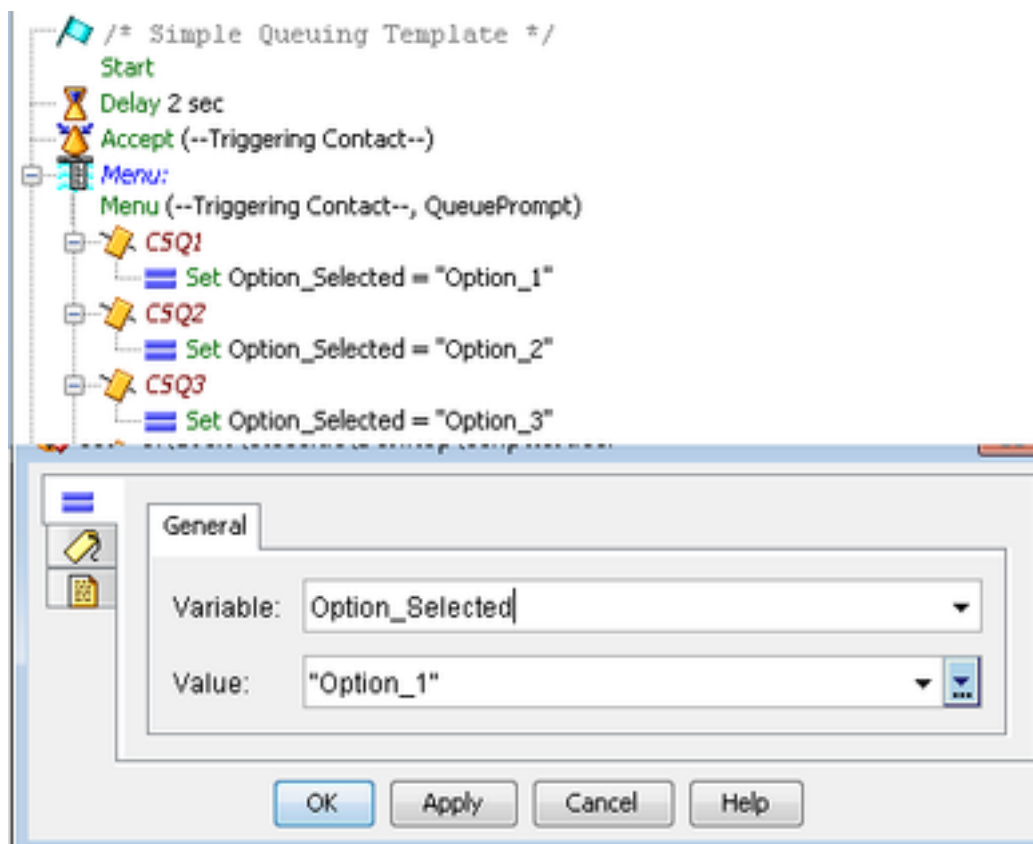 /* Simple Queuing Template */
Start
Delay 2 sec
Accept (--Triggering Contact--)
Menu:
Menu (--Triggering Contact--, QueuePrompt)
CSQ1
Set Option_Selected = "Option_1"
CSQ2
Set Option_Selected = "Option_2"
CSQ3
Set Option_Selected = "Option_3"
General
Variable: Option_Selected
Value: "Option_1"
OK Apply Cancel Help